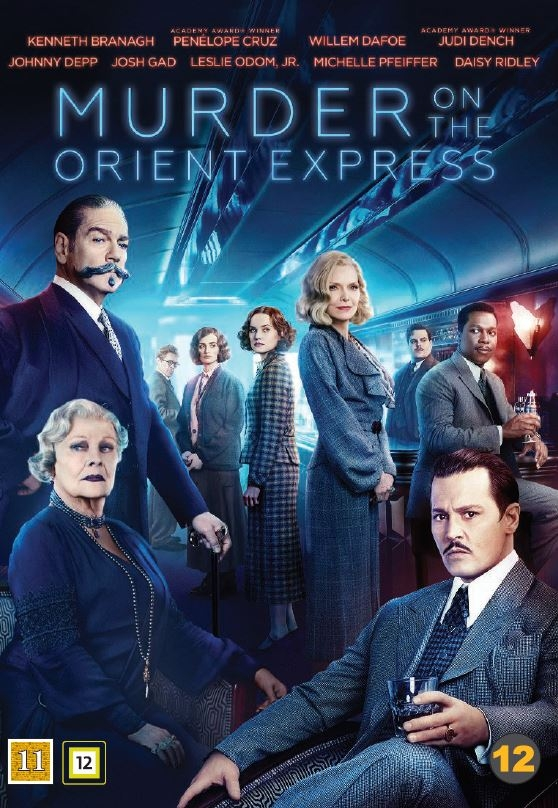 ACADEMY AWARD® WINNER ACADEMY AWARD® WINNER
KENNETH BRANAGH PENÉLOPE CRUZ WILLEM DAFOE JUDI DENCH
JOHNNY DEPP JOSH GAD LESLIE ODOM, JR. MICHELLE PFEIFFER DAISY RIDLEY
MURDER ON THE
ORIENT EXPRESS
11 12 12